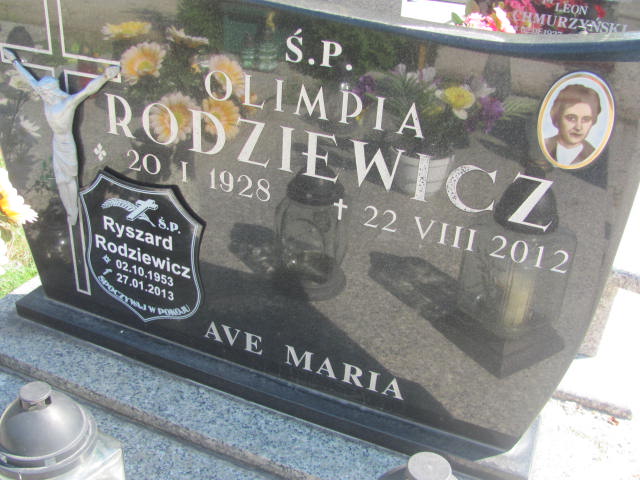 LEON
CHMURZYŃSKI
Ś.P.
OLIMPIA
RODZIEWICZ
20 I 1928 † 22 VIII 2012
Ś.P.
Ryszard
Rodziewicz
02.10.1953
27.01.2013
SPOCZYWAJ W POKOJU
AVE MARIA